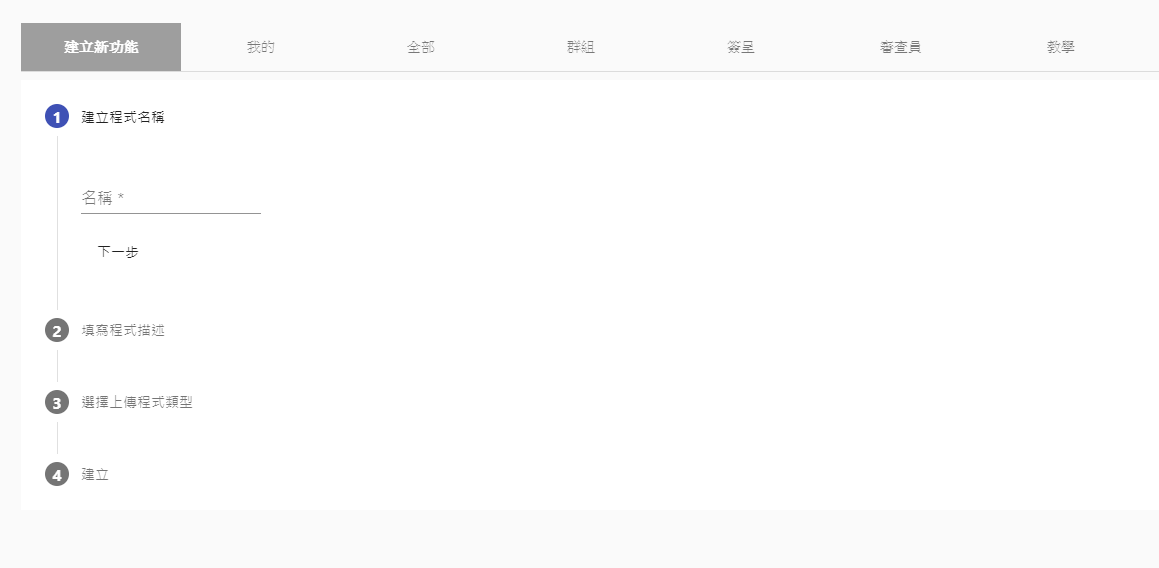 建立新功能 我的 全部 群組 簽呈 審查員 教學
1 建立程式名稱
名稱 *
下一步
2 填寫程式描述
3 選擇上傳程式類型
4 建立